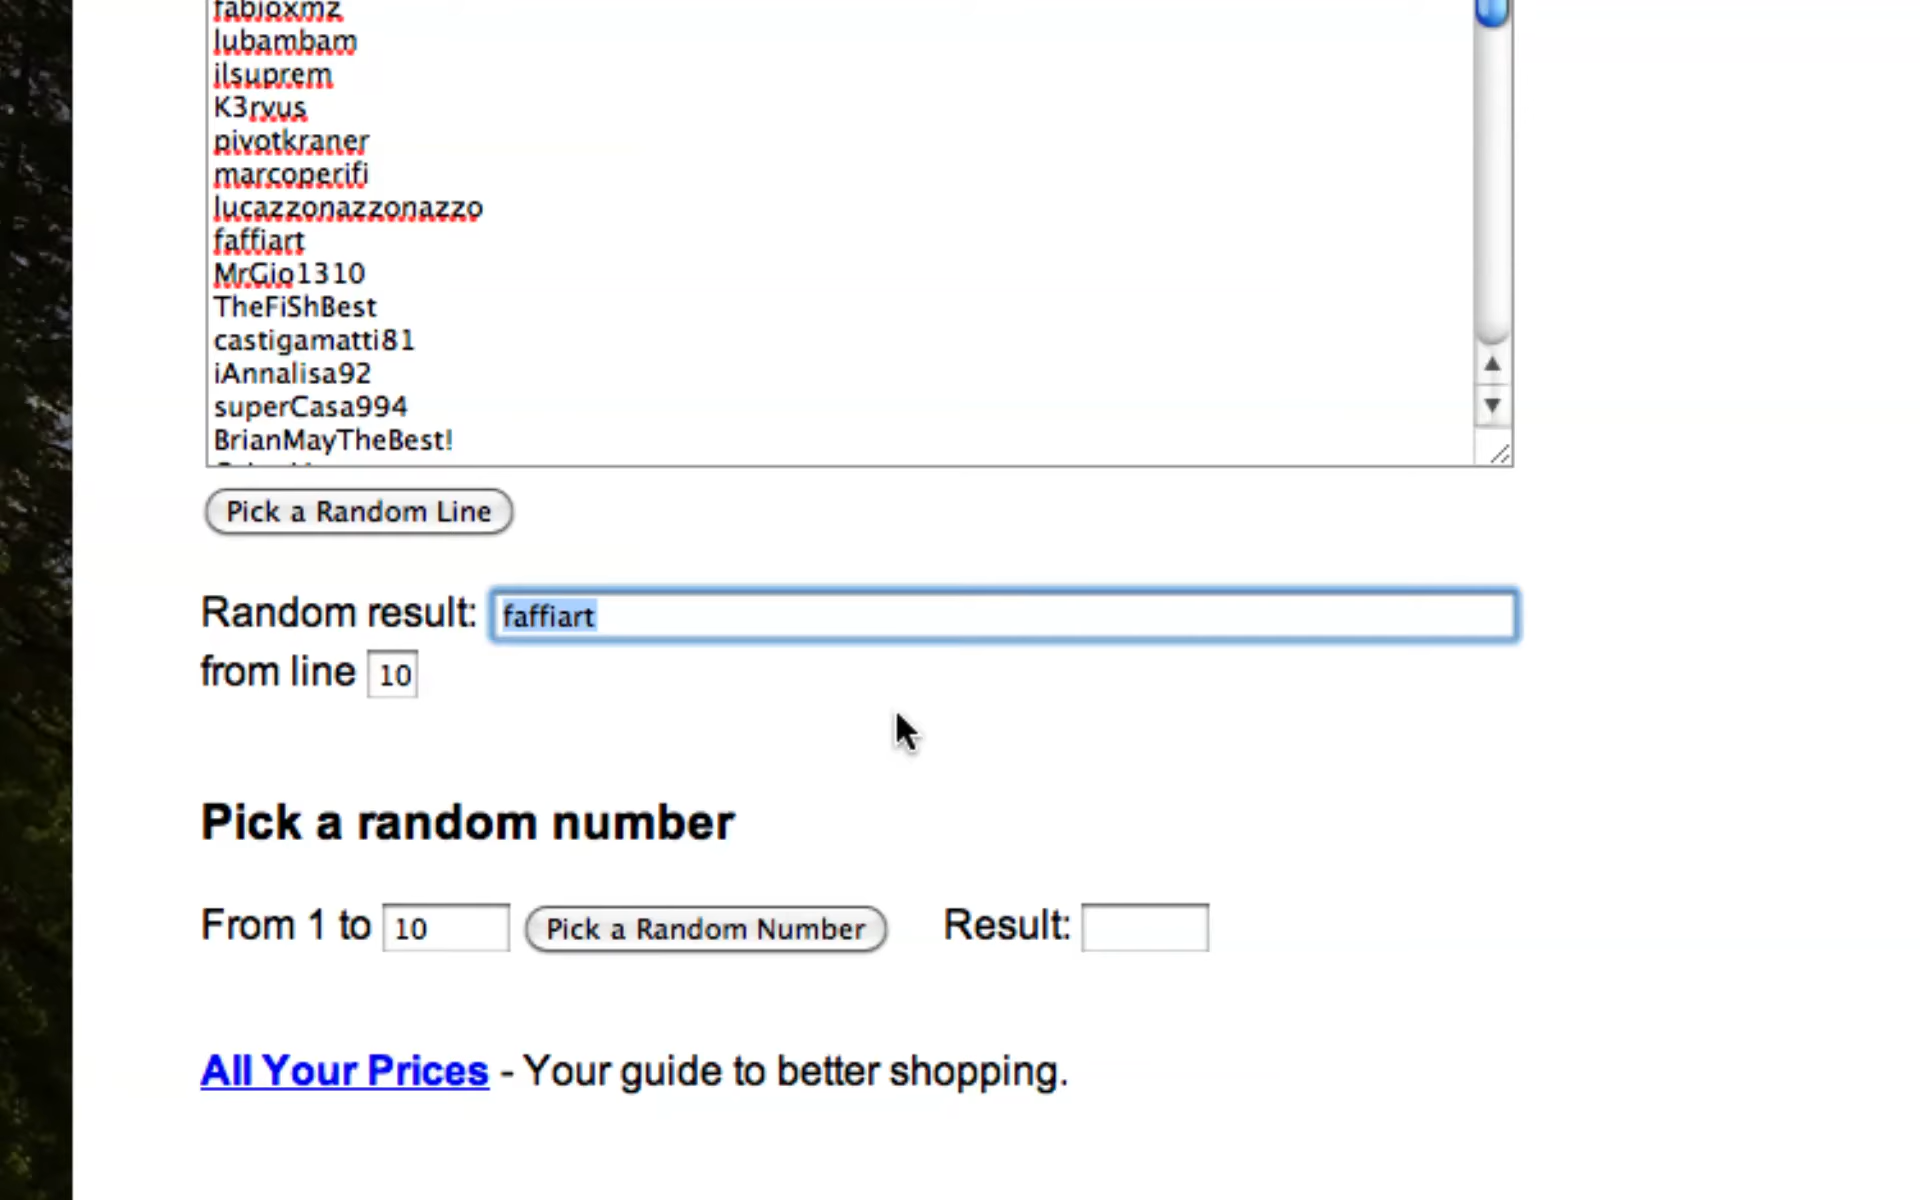 fabioxmz
lubambam
ilsuprem
K3rvus
pivotkraner
marcoperifi
lucazzonazzonazzo
faffiart
MrGio1310
TheFiShBest
castigamatti81
iAnnalisa92
superCasa994
BrianMayTheBest!
Pick a Random Line
Random result: faffiart
from line 10
Pick a random number
From 1 to 10 Pick a Random Number Result:
All Your Prices - Your guide to better shopping.